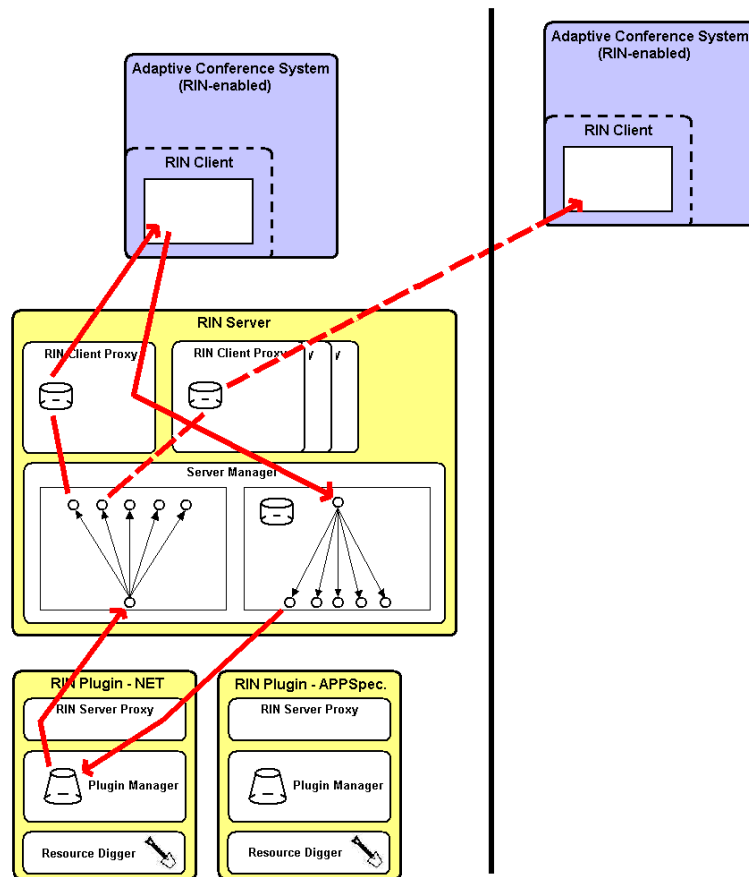 Adaptive Conference System
(RIN-enabled)
RIN Client
Adaptive Conference System
(RIN-enabled)
RIN Client
RIN Server
RIN Client Proxy
RIN Client Proxy
y
y
Server Manager
RIN Plugin - NET
RIN Server Proxy
Plugin Manager
Resource Digger
RIN Plugin - APPSpec.
RIN Server Proxy
Plugin Manager
Resource Digger